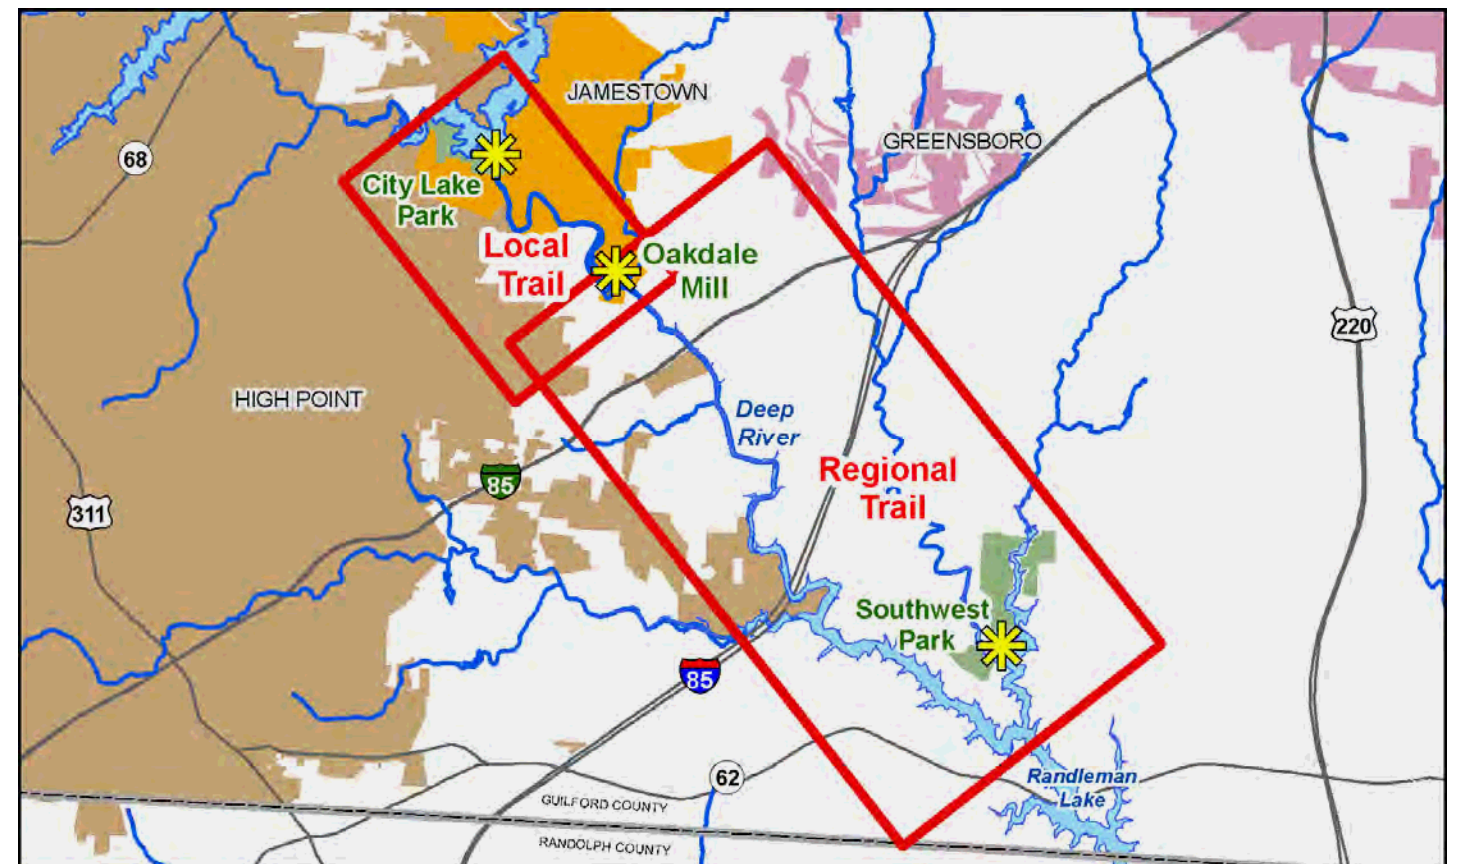 JAMESTOWN
GREENSBORO
68
City Lake
Park
Local
Trail
Oakdale
Mill
220
HIGH POINT
Deep
River
Regional
Trail
85
311
Southwest
Park
85
62
Randleman
Lake
GUILFORD COUNTY
RANDOLPH COUNTY